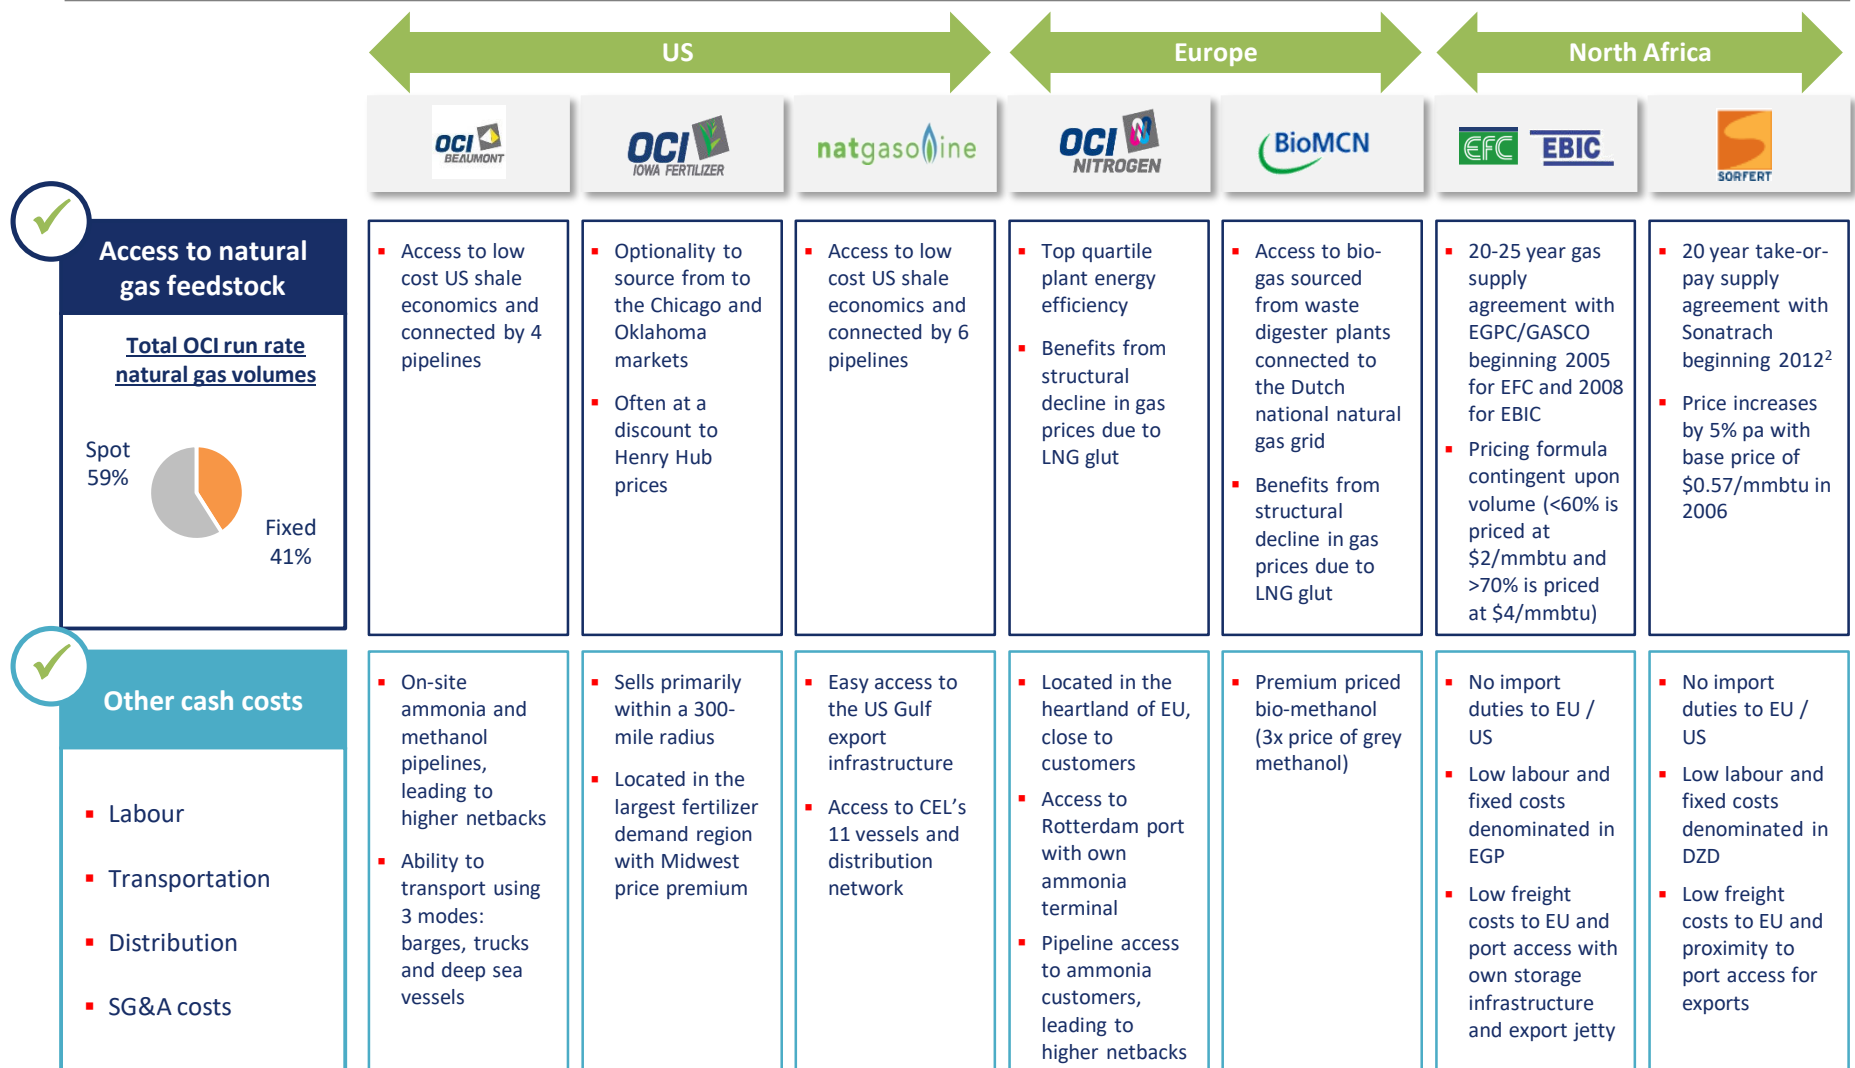 US
Europe
North Africa
OCI
BEAUMONT
OCI
IOWA FERTILIZER
natgasoline
OCI N
NITROGEN
BioMCN
EFC
EBIC
SORFERT
Access to natural
gas feedstock
Total OCI run rate
natural gas volumes
Spot
59%
Fixed
41%
▪ Access to low
cost US shale
economics and
connected by 4
pipelines
▪ Optionality to
source from to
the Chicago and
Oklahoma
markets
▪ Often at a
discount to
Henry Hub
prices
▪ Access to low
cost US shale
economics and
connected by 6
pipelines
▪ Top quartile
plant energy
efficiency
▪ Benefits from
structural
decline in gas
prices due to
LNG glut
▪ Access to bio-
gas sourced
from waste
digester plants
connected to
the Dutch
national natural
gas grid
▪ Benefits from
structural
decline in gas
prices due to
LNG glut
▪ 20-25 year gas
supply
agreement with
EGPC/GASCO
beginning 2005
for EFC and 2008
for EBIC
▪ Pricing formula
contingent upon
volume (<60% is
priced at
$2/mmbtu and
>70% is priced
at $4/mmbtu)
▪ 20 year take-or-
pay supply
agreement with
Sonatrach
beginning 2012²
▪ Price increases
by 5% pa with
base price of
$0.57/mmbtu in
2006
Other cash costs
▪ Labour
▪ Transportation
▪ Distribution
▪ SG&A costs
▪ On-site
ammonia and
methanol
pipelines,
leading to
higher netbacks
▪ Ability to
transport using
3 modes:
barges, trucks
and deep sea
vessels
▪ Sells primarily
within a 300-
mile radius
▪ Located in the
largest fertilizer
demand region
with Midwest
price premium
▪ Easy access to
the US Gulf
export
infrastructure
▪ Access to CEL’s
11 vessels and
distribution
network
▪ Located in the
heartland of EU,
close to
customers
▪ Access to
Rotterdam port
with own
ammonia
terminal
▪ Pipeline access
to ammonia
customers,
leading to
higher netbacks
▪ Premium priced
bio-methanol
(3x price of grey
methanol)
▪ No import
duties to EU /
US
▪ Low labour and
fixed costs
denominated in
EGP
▪ Low freight
costs to EU and
port access with
own storage
infrastructure
and export jetty
▪ No import
duties to EU /
US
▪ Low labour and
fixed costs
denominated in
DZD
▪ Low freight
costs to EU and
proximity to
port access for
exports